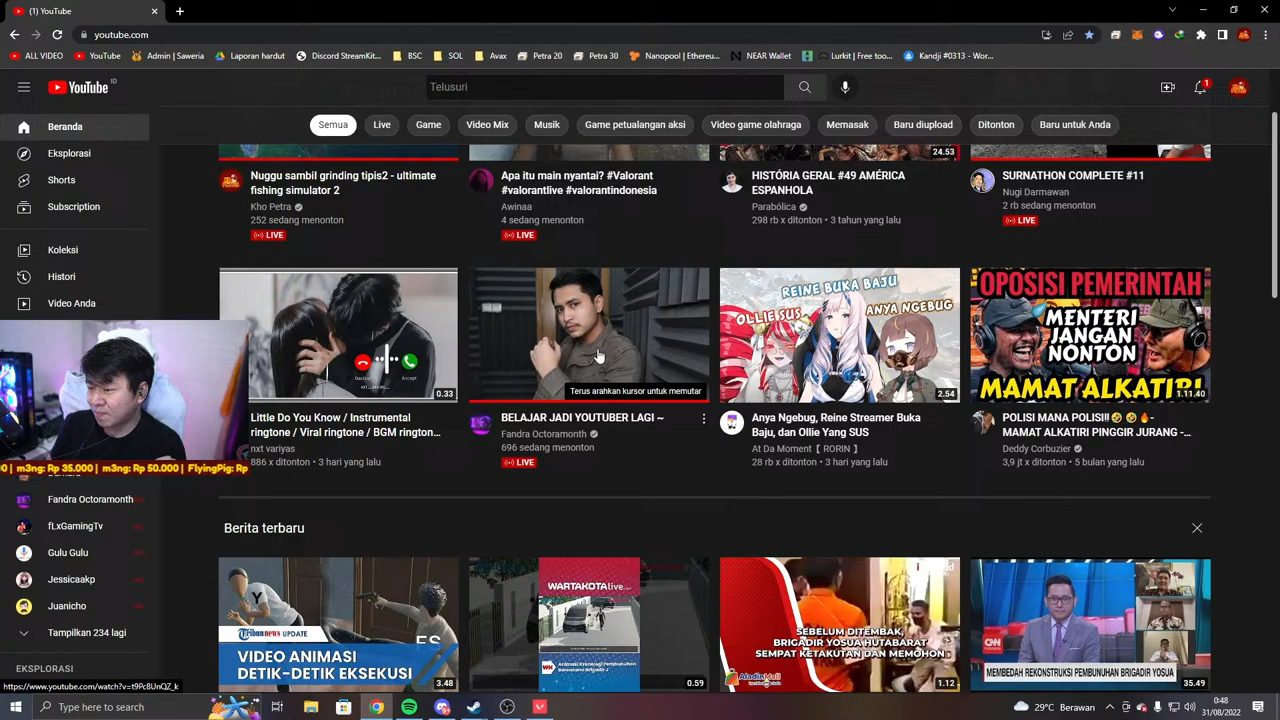 (1) YouTube
youtube.com
ALL VIDEO
YouTube
Admin | Saweria
Laporan hardut
Discord StreamKit...
BSC
SOL
Avax
Petra 20
Petra 30
Nanopool | Ethereu...
NEAR Wallet
Lurkit | Free too...
Kandji #0313 - Wor...
YouTube ID
Telusuri
1
Beranda
Semua
Live
Game
Video Mix
Musik
Game petualangan aksi
Video game olahraga
Memasak
Baru diupload
Ditonton
Baru untuk Anda
Eksplorasi
Shorts
Subscription
Koleksi
Histori
Video Anda
24.53
Nuggu sambil grinding tipis2 - ultimate
fishing simulator 2
Kho Petra
252 sedang menonton
LIVE
Apa itu main nyantai? #Valorant
#valorantlive #valorantindonesia
Awinaa
4 sedang menonton
LIVE
HISTÓRIA GERAL #49 AMÉRICA
ESPANHOLA
Parabólica
298 rb x ditonton • 3 tahun yang lalu
SURNATHON COMPLETE #11
Nugi Darmawan
2 rb sedang menonton
LIVE
Decline
Accept
0.33
Terus arahkan kursor untuk memutar
REINE BUKA BAJU
OLLIE SUS
ANYA NGEBUG
2.54
OPOSISI PEMERINTAH
MENTERI
JANGAN
NONTON
MAMAT ALKATIRI
1.11.40
Little Do You Know / Instrumental
ringtone / Viral ringtone / BGM rington...
nxt variyas
886 x ditonton • 3 hari yang lalu
BELAJAR JADI YOUTUBER LAGI ~
Fandra Octoramonth
696 sedang menonton
LIVE
Anya Ngebug, Reine Streamer Buka
Baju, dan Ollie Yang SUS
At Da Moment【 RORIN 】
28 rb x ditonton • 3 hari yang lalu
POLISI MANA POLISI!! 🤣 🤣 🔥-
MAMAT ALKATIRI PINGGIR JURANG -...
Deddy Corbuzier
3,9 jt x ditonton • 5 bulan yang lalu
0 | m3ng: Rp 35.000 | m3ng: Rp 50.000 | FlyingPig: Rp
Fandra Octoramonth
fLxGamingTv
Gulu Gulu
Jessicaakp
Juanicho
Tampilkan 234 lagi
EKSPLORASI
Berita terbaru
Y
FS
Tribunnews UPDATE
VIDEO ANIMASI
DETIK-DETIK EKSEKUSI
3.48
WARTAKOTAlive.com
Animasi Kronologi Pembunuhan
Berencana Brigadir J
0.59
SEBELUM DITEMBAK,
BRIGADIR YOSUA HUTABARAT
SEMPAT KETAKUTAN DAN MEMOHON
1.12
CNN
MEMBEDAH REKONSTRUKSI PEMBUNUHAN BRIGADIR YOSUA
35.49
https://www.youtube.com/watch?v=t9Pc8UnQZ_k
Type here to search
29°C Berawan
0:48
31/08/2022